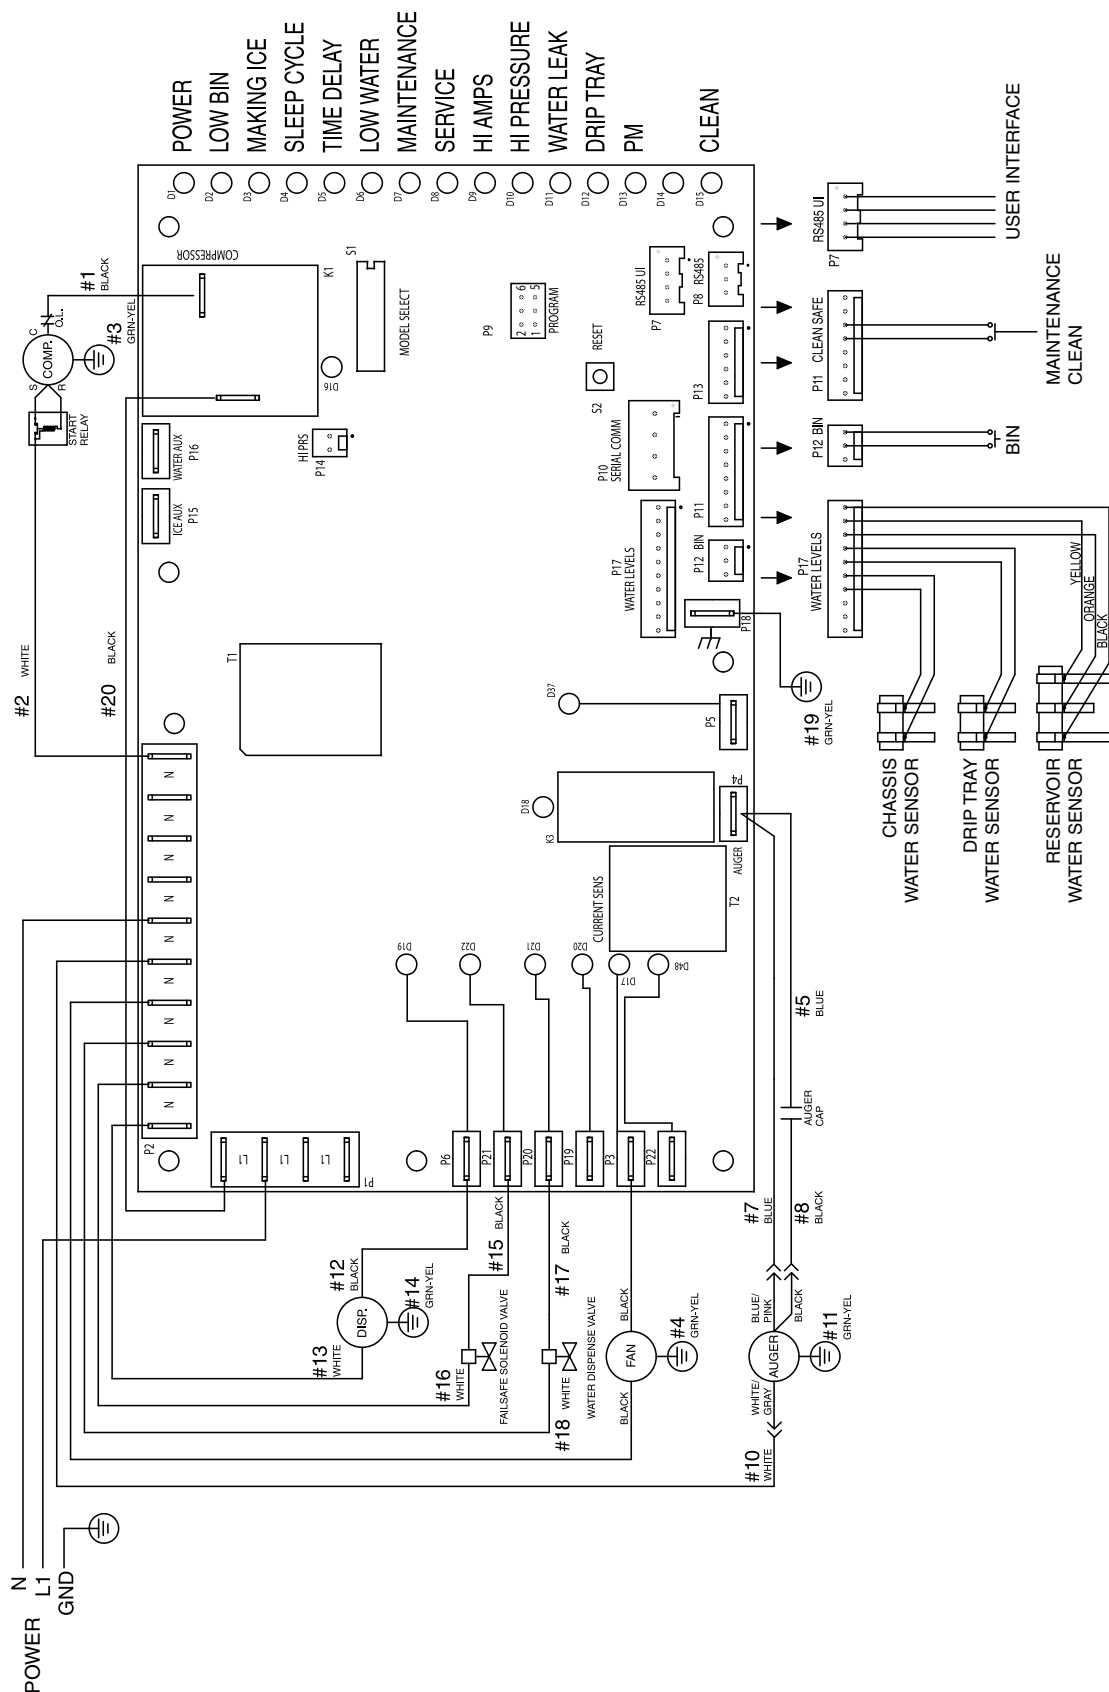 POWER
N
L1
GND
#2
WHITE
#20
BLACK
START
RELAY
S
R
COMP.
C
O.L.
#1
BLACK
#3
GRN-YEL
P2
N
N
N
N
N
N
N
N
N
ICE AUX
P15
WATER AUX
P16
COMPRESSOR
K1
D16
HI PRS
P14
S1
MODEL SELECT
L1
L1
L1
P1
T1
D1
D2
D3
D4
D5
D6
D7
D8
D9
D10
D11
D12
D13
D14
D15
POWER
LOW BIN
MAKING ICE
SLEEP CYCLE
TIME DELAY
LOW WATER
MAINTENANCE
SERVICE
HI AMPS
HI PRESSURE
WATER LEAK
DRIP TRAY
PM
CLEAN
P9
2
6
1
5
PROGRAM
RESET
S2
P10
SERIAL COMM
P17
WATER LEVELS
RS485 UI
P7
P8
RS485
P13
P11
P12
BIN
P18
D37
P5
D18
K3
P4
AUGER
CURRENT SENS
T2
D19
D22
D21
D20
D17
D48
P6
P21
P20
P19
P3
P22
#12
BLACK
DISP.
#13
WHITE
#14
GRN-YEL
#15
BLACK
#16
WHITE
FAILSAFE SOLENOID VALVE
#17
BLACK
#18
WHITE
WATER DISPENSE VALVE
BLACK
FAN
BLACK
#4
GRN-YEL
#7
BLUE
#8
BLACK
#5
BLUE
AUGER
CAP
BLUE/
PINK
BLACK
AUGER
WHITE/
GRAY
#10
WHITE
#11
GRN-YEL
#19
GRN-YEL
P17
WATER LEVELS
P12
BIN
P11
CLEAN SAFE
RS485 UI
P7
USER INTERFACE
MAINTENANCE
CLEAN
BIN
YELLOW
ORANGE
BLACK
CHASSIS
WATER SENSOR
DRIP TRAY
WATER SENSOR
RESERVOIR
WATER SENSOR